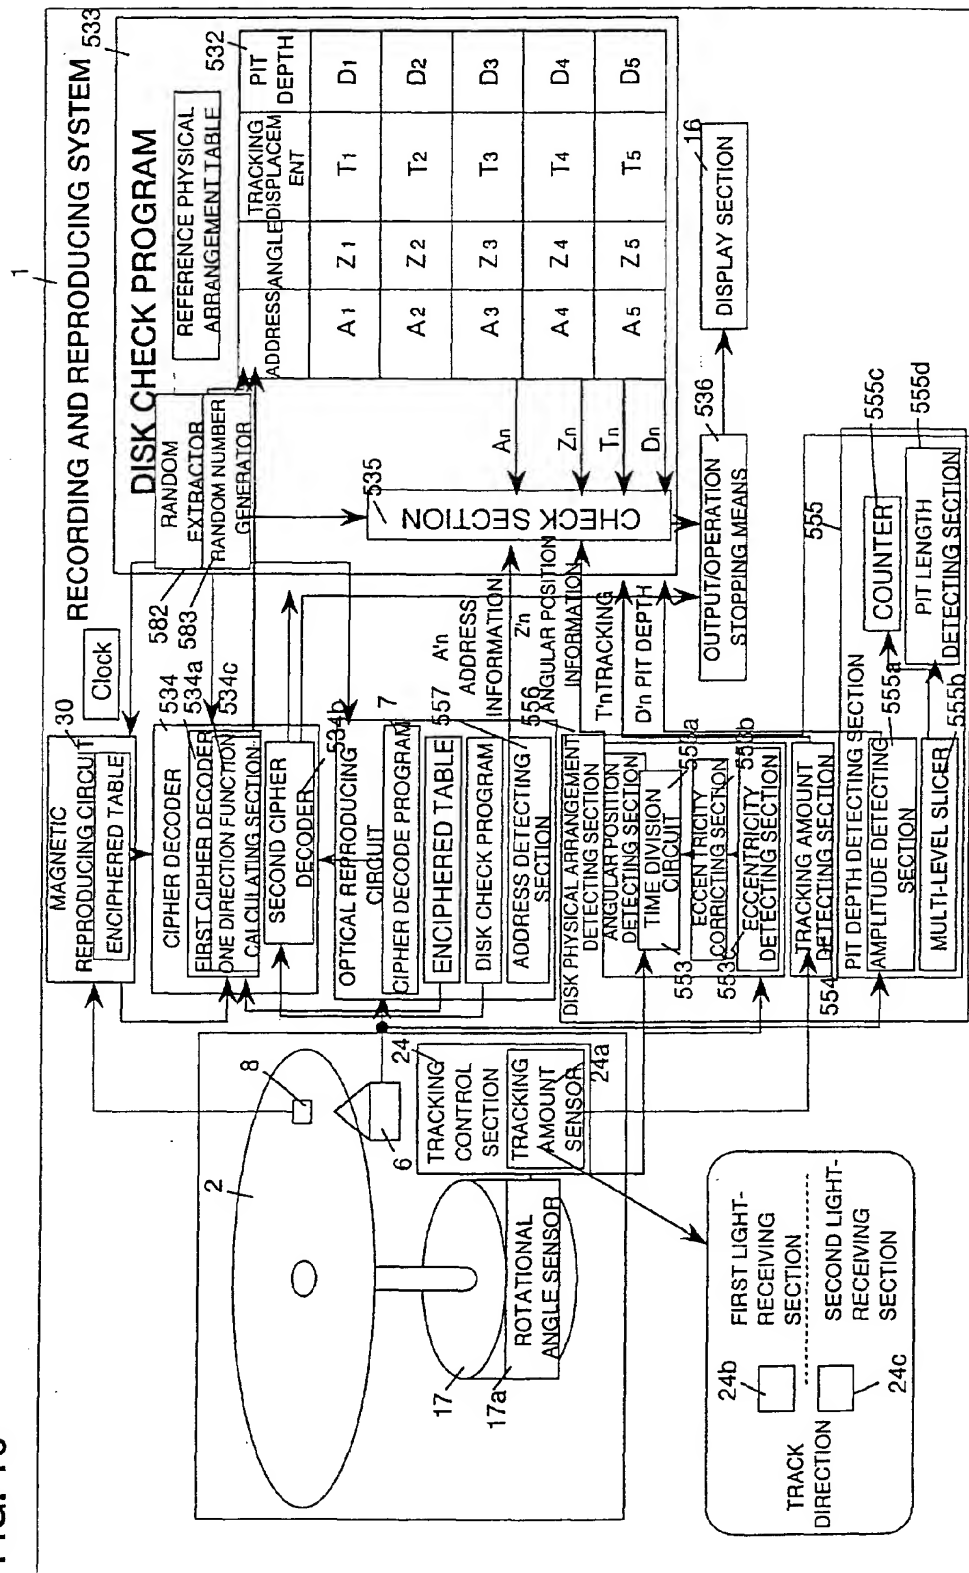 1
RECORDING AND REPRODUCING SYSTEM
533
DISK CHECK PROGRAM
REFERENCE PHYSICAL
ARRANGEMENT TABLE
532
ADDRESS
ANGLE
TRACKING
DISPLACEM
ENT
PIT
DEPTH
A1
Z1
T1
D1
A2
Z2
T2
D2
A3
Z3
T3
D3
A4
Z4
T4
D4
A5
Z5
T5
D5
RANDOM
EXTRACTOR
RANDOM NUMBER
GENERATOR
582
583
535
CHECK SECTION
An
Zn
Tn
Dn
Clock
30
MAGNETIC
REPRODUCING CIRCUIT
ENCIPHERED TABLE
534
534a
534c
CIPHER DECODER
FIRST CIPHER DECODER
ONE DIRECTION FUNCTION
CALCULATING SECTION
SECOND CIPHER
DECODER
534b
OPTICAL REPRODUCING
CIRCUIT
7
CIPHER DECODE PROGRAM
ENCIPHERED TABLE
557
DISK CHECK PROGRAM
556
ADDRESS DETECTING
SECTION
A'n
ADDRESS
INFORMATION
Z'n
ANGULAR POSITION
INFORMATION
T'n TRACKING
D'n PIT DEPTH
DISK PHYSICAL ARRANGEMENT
DETECTING SECTION
ANGULAR POSITION
DETECTING SECTION
TIME DIVISION
CIRCUIT
553a
553
ECCENTRICITY
CORRICTING SECTION
553b
553c
ECCENTRICITY
DETECTING SECTION
TRACKING AMOUNT
DETECTING SECTION
554
PIT DEPTH DETECTING SECTION
555
AMPLITUDE DETECTING
SECTION
555a
MULTI-LEVEL SLICER
555b
COUNTER
555c
PIT LENGTH
DETECTING SECTION
555d
OUTPUT/OPERATION
STOPPING MEANS
536
DISPLAY SECTION
16
2
8
6
17
17a
ROTATIONAL
ANGLE SENSOR
24
TRACKING
CONTROL
SECTION
TRACKING
AMOUNT
SENSOR
24a
FIRST LIGHT-
RECEIVING
SECTION
SECOND LIGHT-
RECEIVING
SECTION
24b
24c
TRACK
DIRECTION